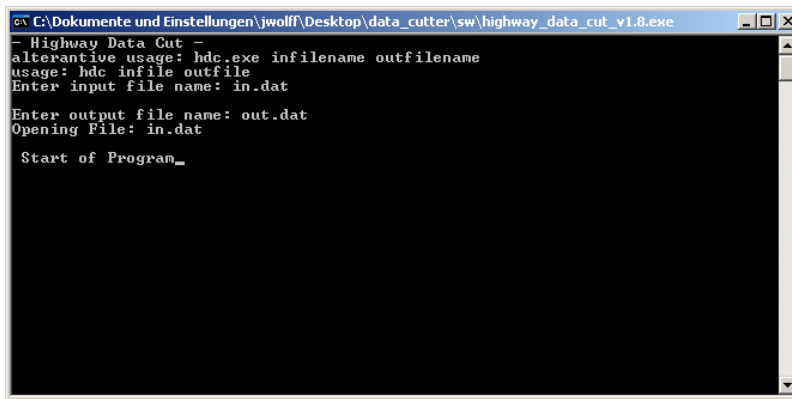 C:\Dokumente und Einstellungen\jwolff\Desktop\data_cutter\sw\highway_data_cut_v1.8.exe
- Highway Data Cut -
alterantive usage: hdc.exe infilename outfilename
usage: hdc infile outfile
Enter input file name: in.dat
Enter output file name: out.dat
Opening File: in.dat
Start of Program_